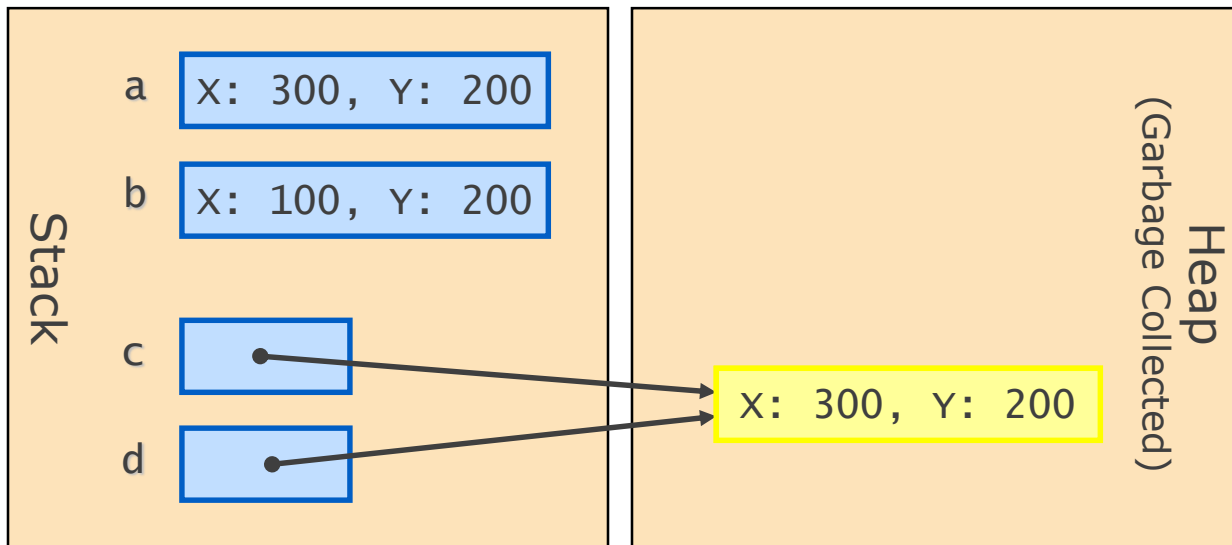 Stack
a
X: 300, Y: 200
b
X: 100, Y: 200
c
d
X: 300, Y: 200
Heap
(Garbage Collected)